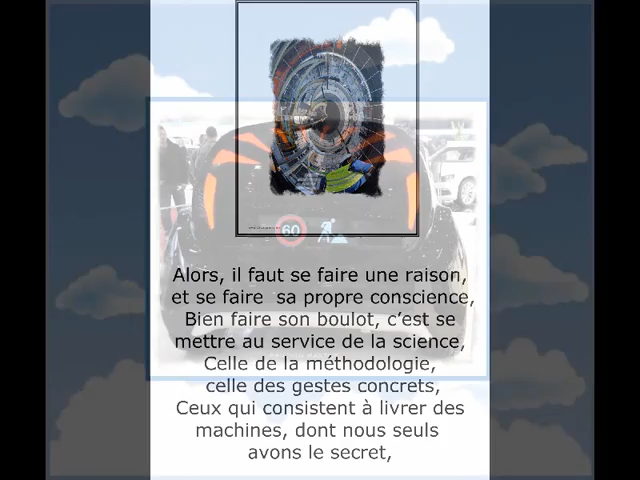 60
Alors, il faut se faire une raison,
et se faire sa propre conscience,
Bien faire son boulot, c’est se
mettre au service de la science,
Celle de la méthodologie,
celle des gestes concrets,
Ceux qui consistent à livrer des
machines, dont nous seuls
avons le secret,